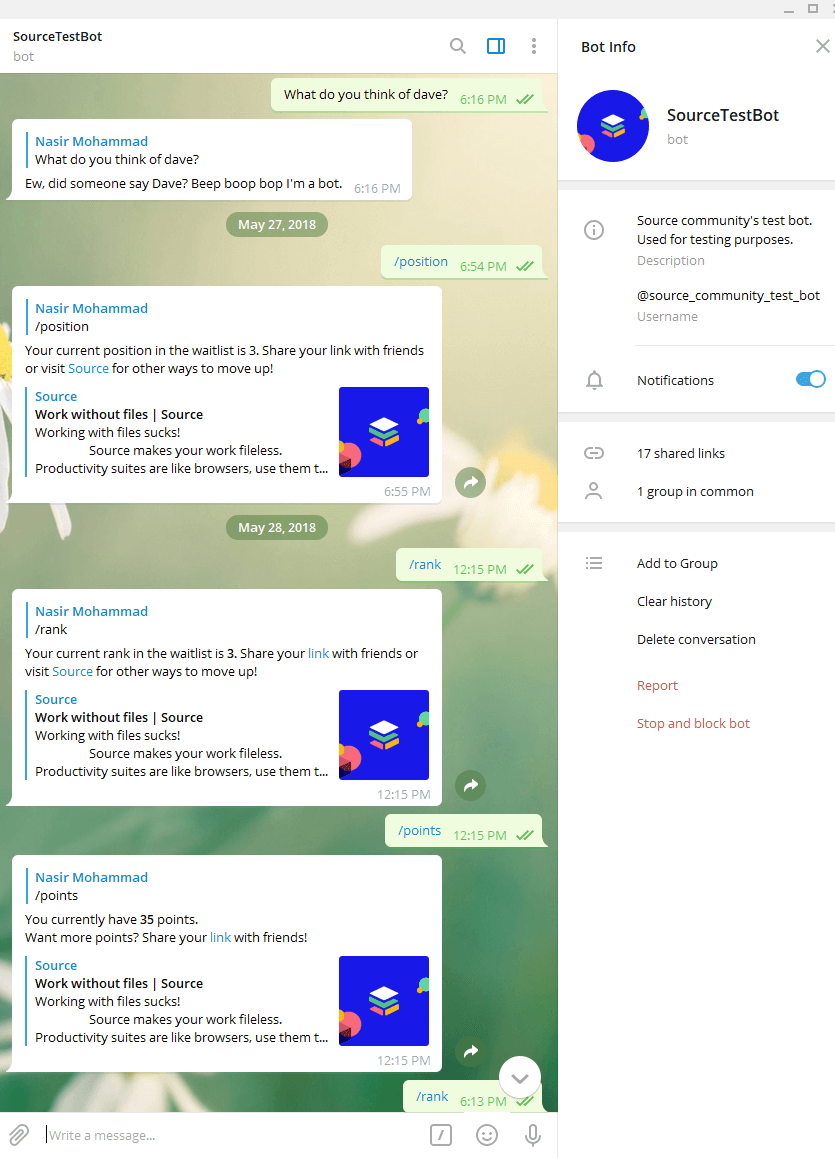 SourceTestBot
bot
What do you think of dave? 6:16 PM
Nasir Mohammad
What do you think of dave?
Ew, did someone say Dave? Beep boop bop I'm a bot. 6:16 PM
May 27, 2018
/position 6:54 PM
Nasir Mohammad
/position
Your current position in the waitlist is 3. Share your link with friends
or visit Source for other ways to move up!
Source
Work without files | Source
Working with files sucks!
Source makes your work fileless.
Productivity suites are like browsers, use them t...
6:55 PM
May 28, 2018
/rank 12:15 PM
Nasir Mohammad
/rank
Your current rank in the waitlist is 3. Share your link with friends or
visit Source for other ways to move up!
Source
Work without files | Source
Working with files sucks!
Source makes your work fileless.
Productivity suites are like browsers, use them t...
12:15 PM
/points 12:15 PM
Nasir Mohammad
/points
You currently have 35 points.
Want more points? Share your link with friends!
Source
Work without files | Source
Working with files sucks!
Source makes your work fileless.
Productivity suites are like browsers, use them t...
12:15 PM
/rank 6:13 PM
Write a message...
Bot Info
SourceTestBot
bot
Source community's test bot.
Used for testing purposes.
Description
@source_community_test_bot
Username
Notifications
17 shared links
1 group in common
Add to Group
Clear history
Delete conversation
Report
Stop and block bot